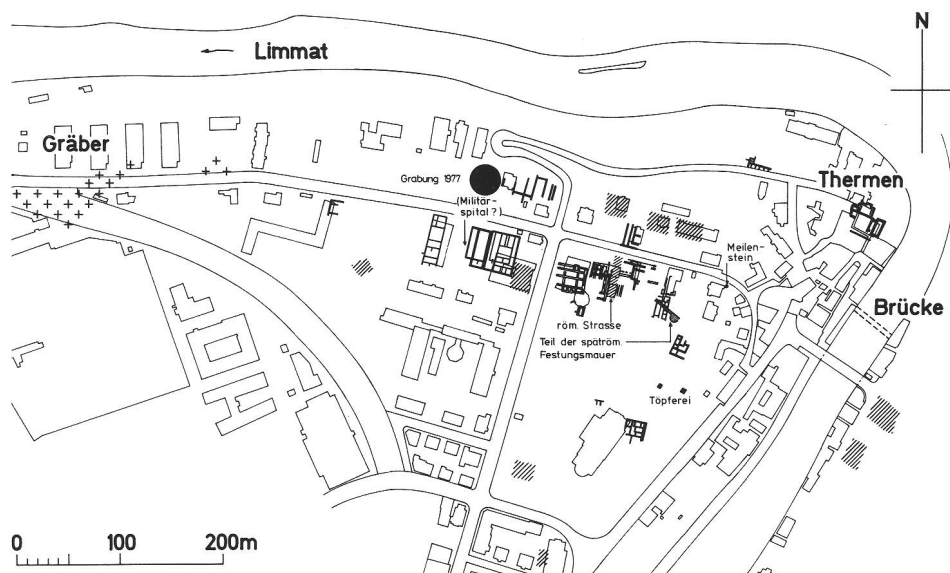 N
Limmat
Gräber
Thermen
Grabung 1977
(Militär-
spital ?)
Meilen-
stein
Brücke
röm. Strasse
Teil der spätröm.
Festungsmauer
Töpferei
0 100 200m